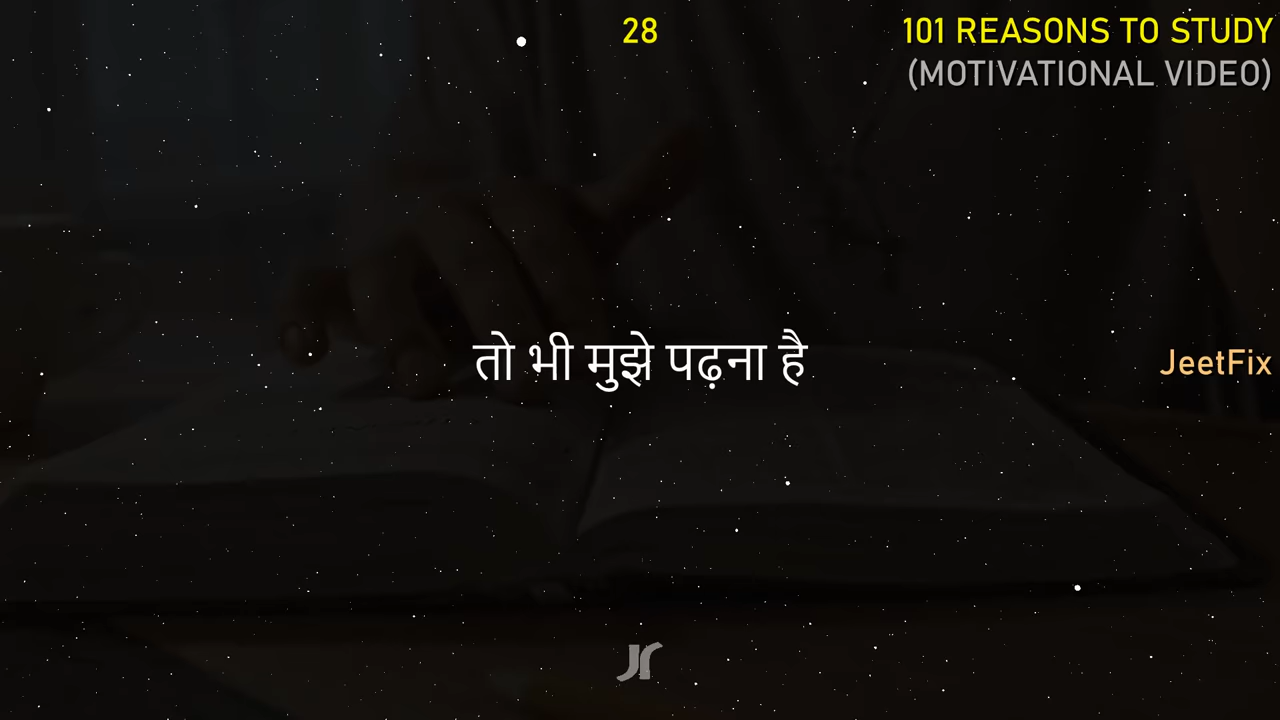 28
101 REASONS TO STUDY
(MOTIVATIONAL VIDEO)
तो भी मुझे पढ़ना है
JeetFix